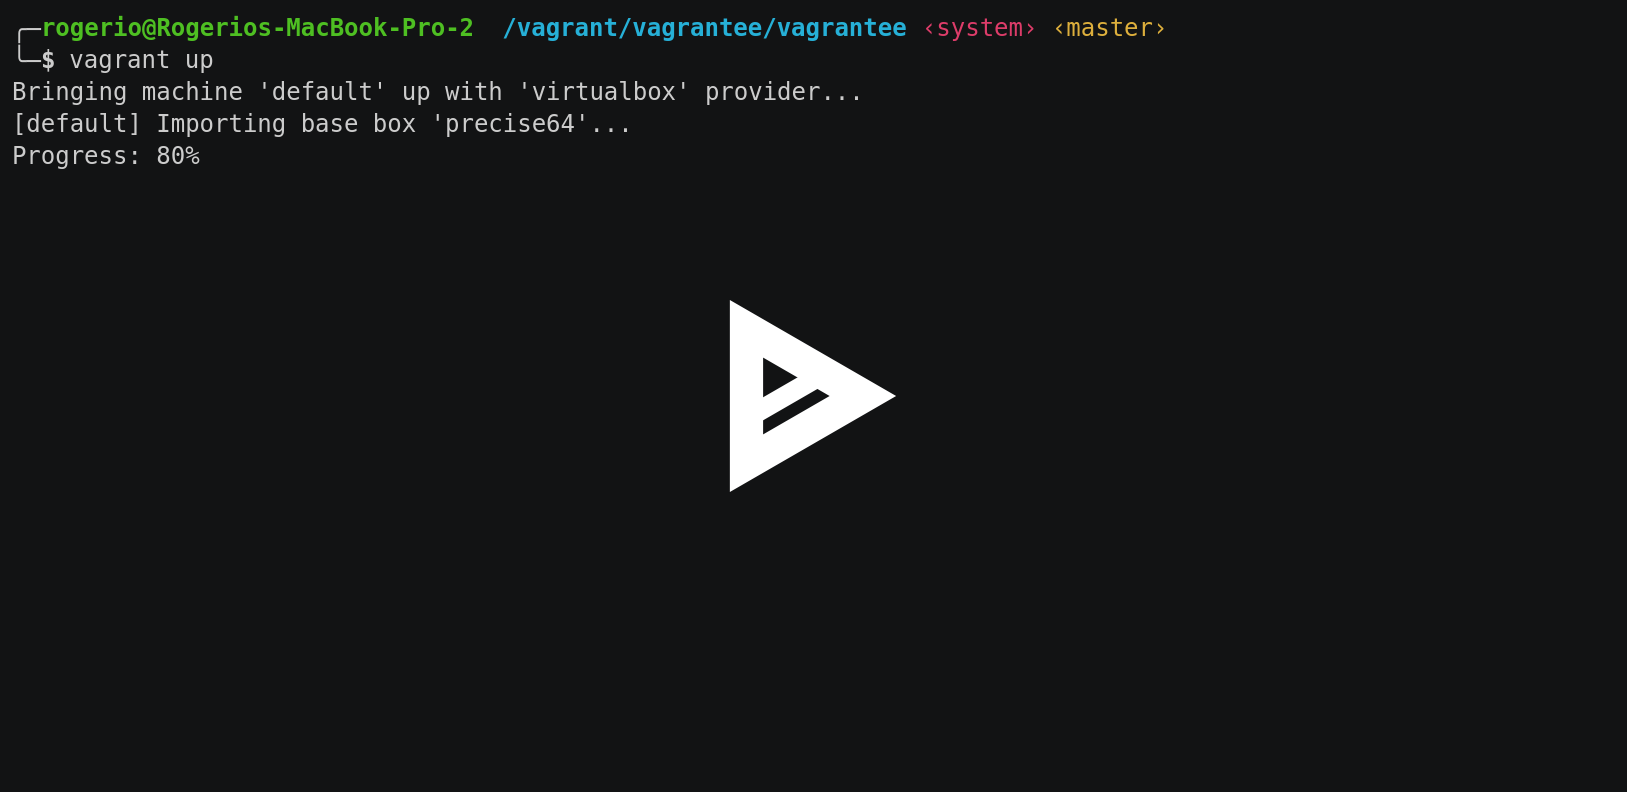 ╭─rogerio@Rogerios-MacBook-Pro-2  /vagrant/vagrantee/vagrantee ‹system› ‹master›
╰─$ vagrant up
Bringing machine 'default' up with 'virtualbox' provider...
[default] Importing base box 'precise64'...
Progress: 80%